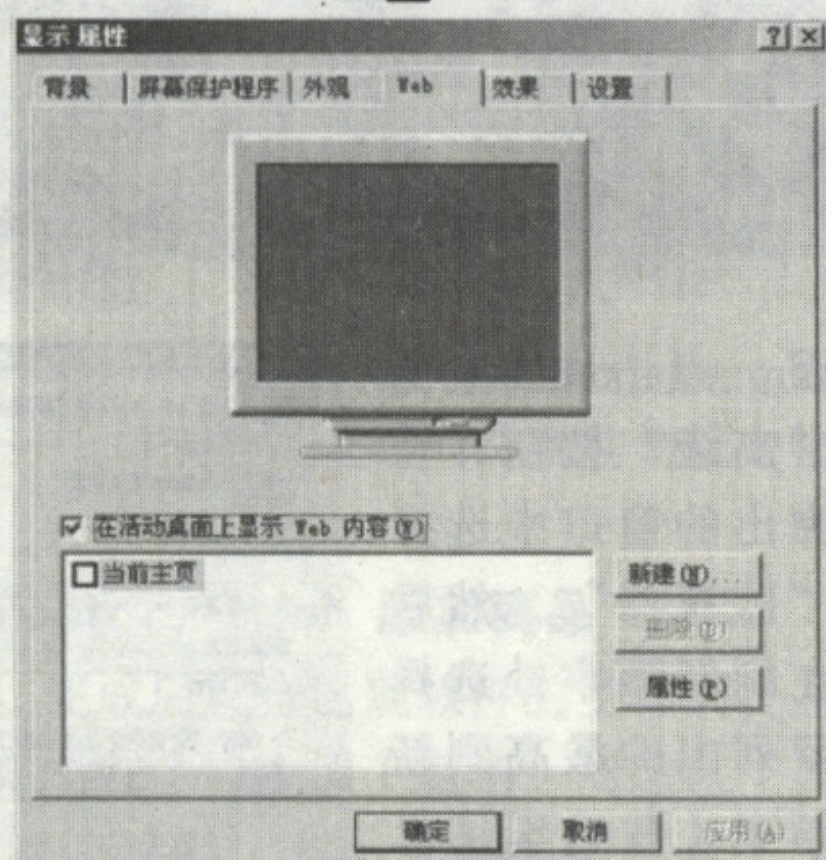 显示 属性
背景 屏幕保护程序 外观 Web 效果 设置
在活动桌面上显示 Web 内容(W)
当前主页
新建(N)...
删除(D)
属性(P)
确定 取消 应用(A)